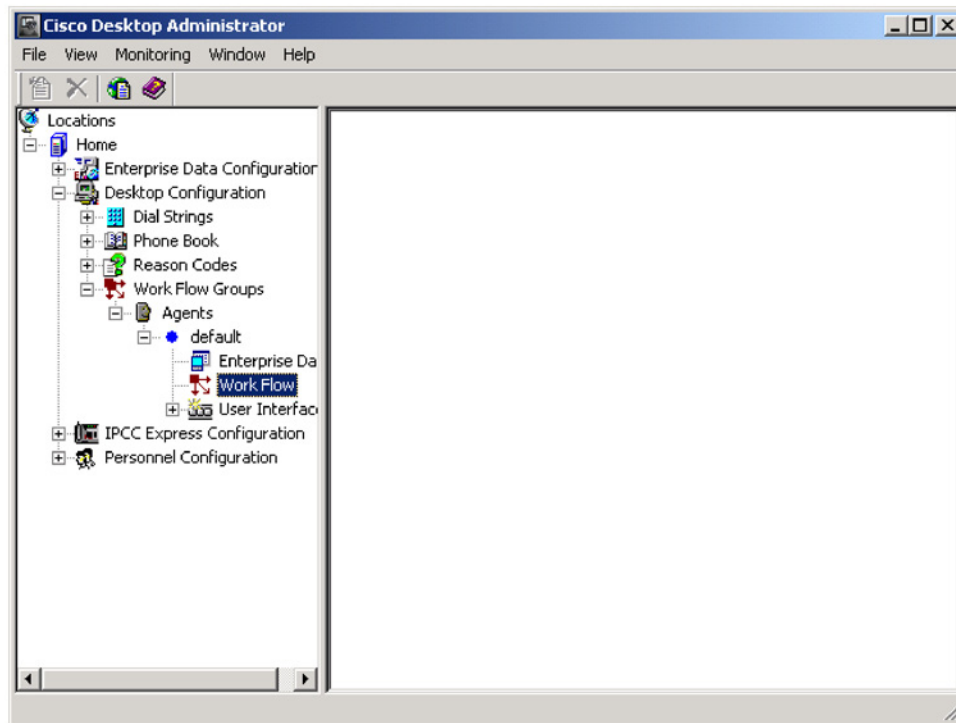 Cisco Desktop Administrator
File View Monitoring Window Help
Locations
Home
Enterprise Data Configuration
Desktop Configuration
Dial Strings
Phone Book
Reason Codes
Work Flow Groups
Agents
default
Enterprise Da
Work Flow
User Interfac
IPCC Express Configuration
Personnel Configuration